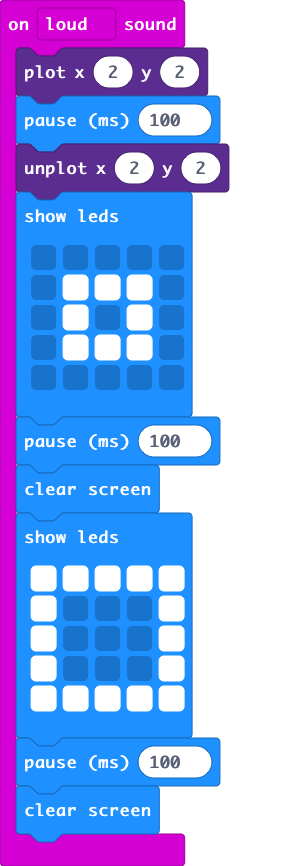 on loud sound
plot x 2 y 2
pause (ms) 100
unplot x 2 y 2
show leds
pause (ms) 100
clear screen
show leds
pause (ms) 100
clear screen